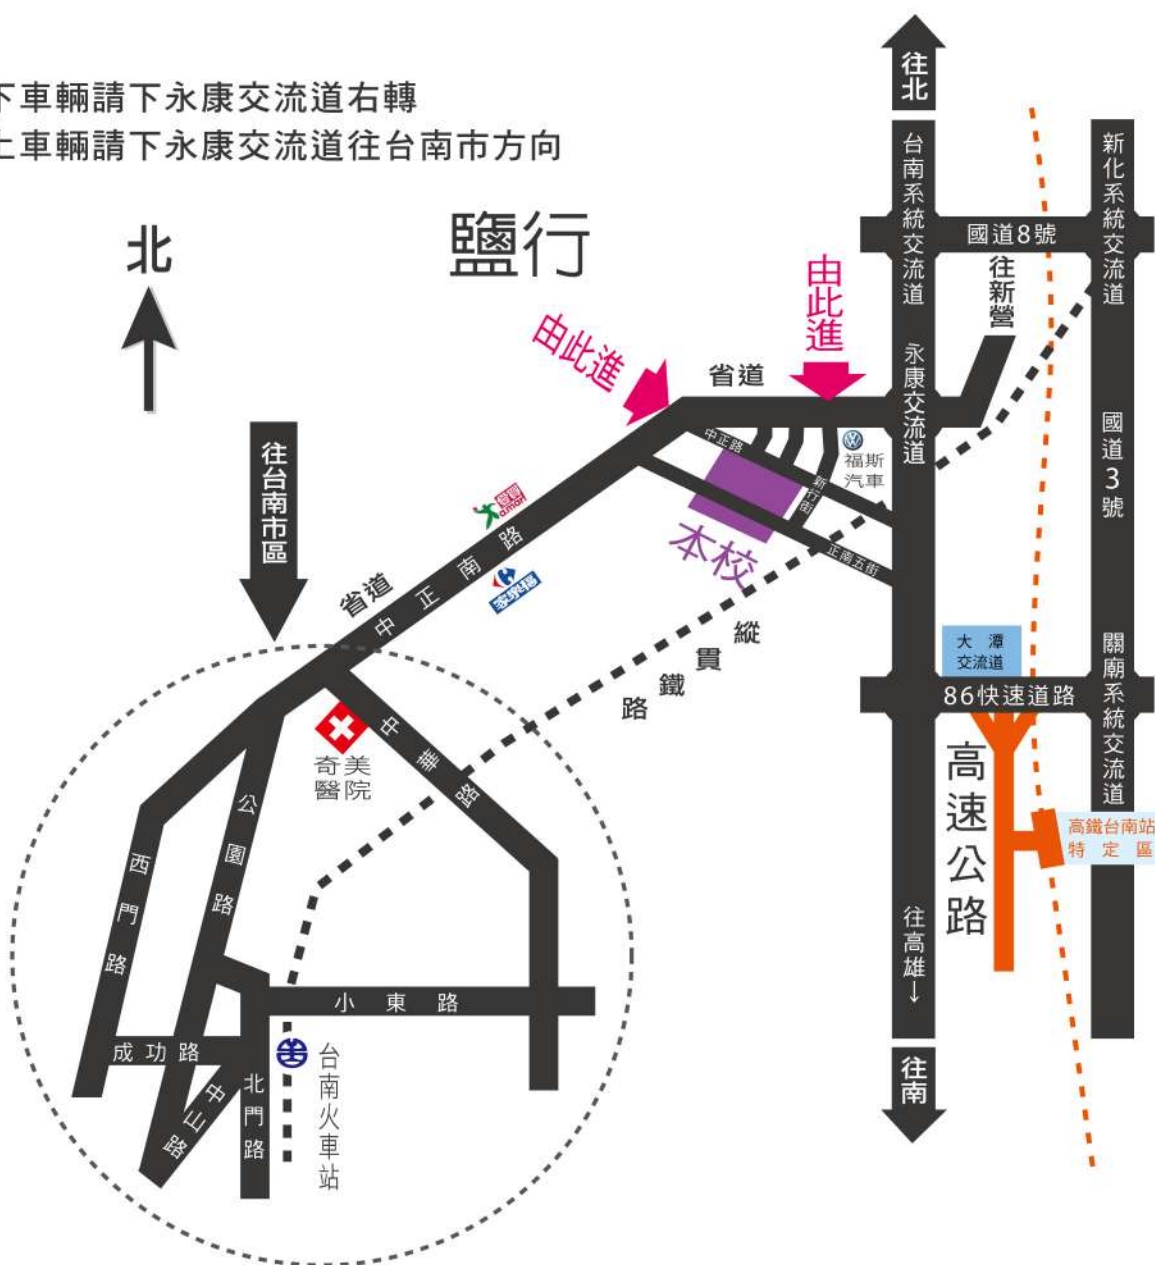 下車輛請下永康交流道右轉
上車輛請下永康交流道往台南市方向
北
鹽行
往北
台南系統交流道
新化系統交流道
國道8號
往新營
由此進
由此進
省道
永康交流道
國道3號
中正路
福斯
汽車
新行街
本校
正南五街
往台南市區
愛買
a.mart
家樂福
省道
中正南路
縱貫鐵路
大潭
交流道
86快速道路
關廟系統交流道
高速公路
高鐵台南站
特定區
奇美
醫院
中華路
公園路
西門路
小東路
成功路
中山路
北門路
台南火車站
往高雄↓
往南